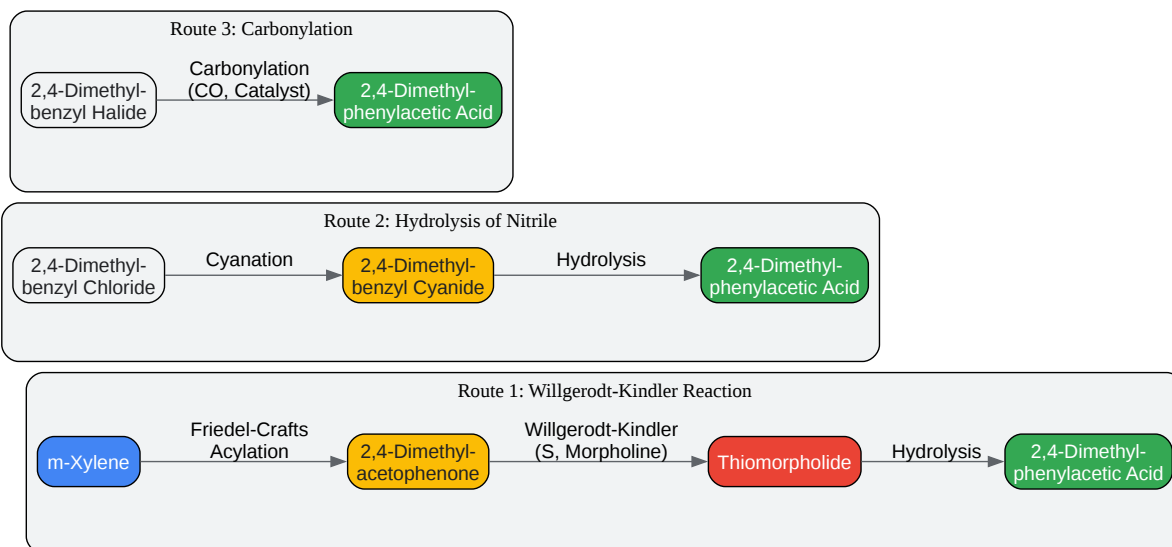 Route 3: Carbonylation
2,4-Dimethyl-
benzyl Halide
Carbonylation
(CO, Catalyst)
2,4-Dimethyl-
phenylacetic Acid
Route 2: Hydrolysis of Nitrile
2,4-Dimethyl-
benzyl Chloride
Cyanation
2,4-Dimethyl-
benzyl Cyanide
Hydrolysis
2,4-Dimethyl-
phenylacetic Acid
Route 1: Willgerodt-Kindler Reaction
m-Xylene
Friedel-Crafts
Acylation
2,4-Dimethyl-
acetophenone
Willgerodt-Kindler
(S, Morpholine)
Thiomorpholide
Hydrolysis
2,4-Dimethyl-
phenylacetic Acid